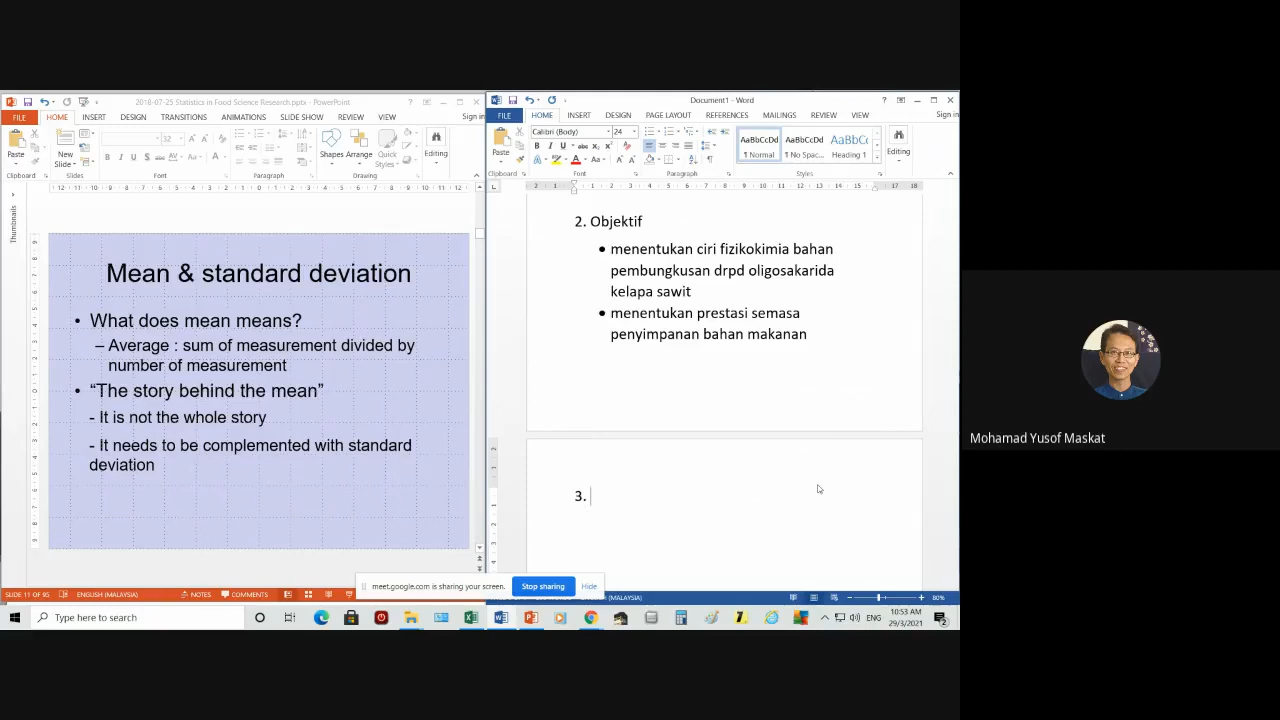 2018-07-25 Statistics in Food Science Research.pptx - PowerPoint
Sign in
FILE HOME INSERT DESIGN TRANSITIONS ANIMATIONS SLIDE SHOW REVIEW VIEW
Paste New Slide Shapes Arrange Quick Styles Editing
Clipboard Slides Font Paragraph Drawing
Thumbnails
Mean & standard deviation
• What does mean means?
– Average : sum of measurement divided by
number of measurement
• “The story behind the mean”
- It is not the whole story
- It needs to be complemented with standard
deviation
SLIDE 11 OF 95 ENGLISH (MALAYSIA) NOTES COMMENTS
Document1 - Word
Sign in
FILE HOME INSERT DESIGN PAGE LAYOUT REFERENCES MAILINGS REVIEW VIEW
Calibri (Body) 24
Paste
AaBbCcDd AaBbCcDd AaBbC
¶ Normal ¶ No Spac... Heading 1
Editing
Clipboard Font Paragraph Styles
2. Objektif
• menentukan ciri fizikokimia bahan
pembungkusan drpd oligosakarida
kelapa sawit
• menentukan prestasi semasa
penyimpanan bahan makanan
3.
meet.google.com is sharing your screen. Stop sharing Hide
(MALAYSIA) 80%
Type here to search
ENG
10:53 AM
29/3/2021
Mohamad Yusof Maskat